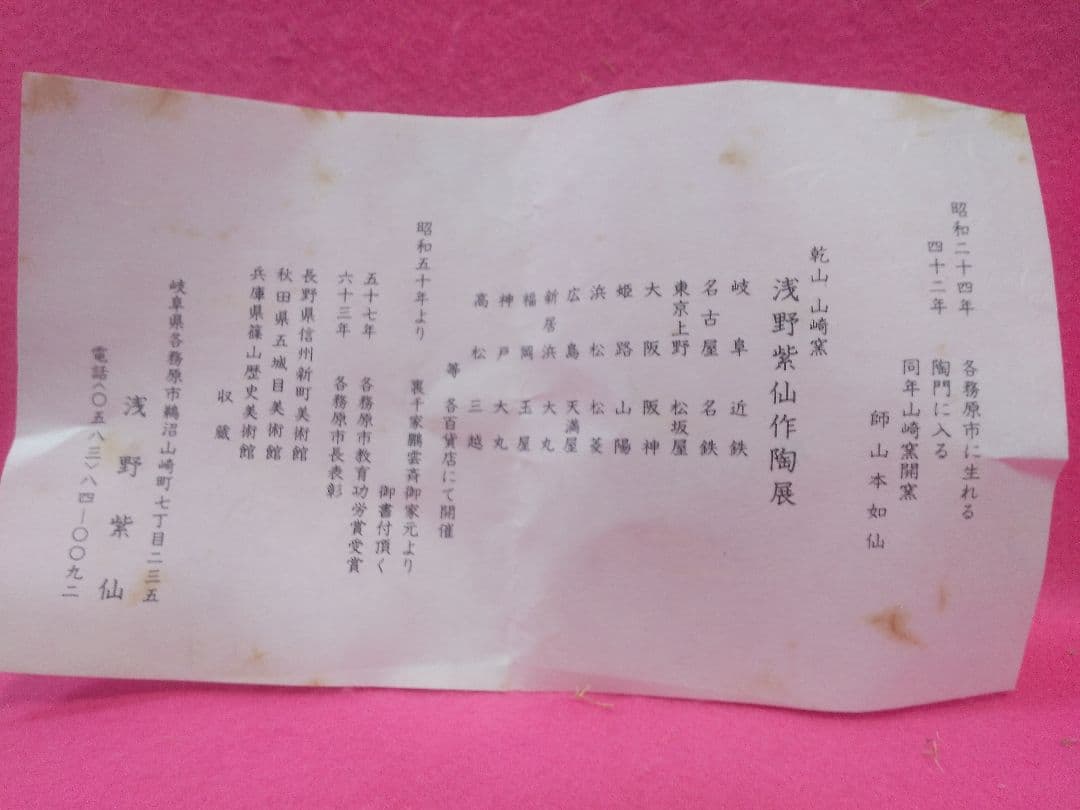 昭和二十四年 各務原市に生れる
四十二年 陶門に入る
同年山崎窯開窯
師 山本如仙
乾山 山崎窯
浅野紫仙作陶展
岐阜 近鉄
名古屋 名鉄
東京上野 松坂屋
大阪 阪神
姫路 山陽
浜松 松菱
広島 天満屋
新居浜 大丸
福岡 玉屋
神戸 大丸
高松 三越
等 各百貨店にて開催
昭和五十年より 裏千家鵬雲斎御家元より
御書付頂く
五十七年 各務原市教育功労賞受賞
六十三年 各務原市長表彰
長野県信州新町美術館
秋田県五城目美術館
兵庫県篠山歴史美術館
収蔵
岐阜県各務原市鵜沼山崎町七丁目二三五
浅野紫仙
電話〈〇五八三〉八四―〇〇九二